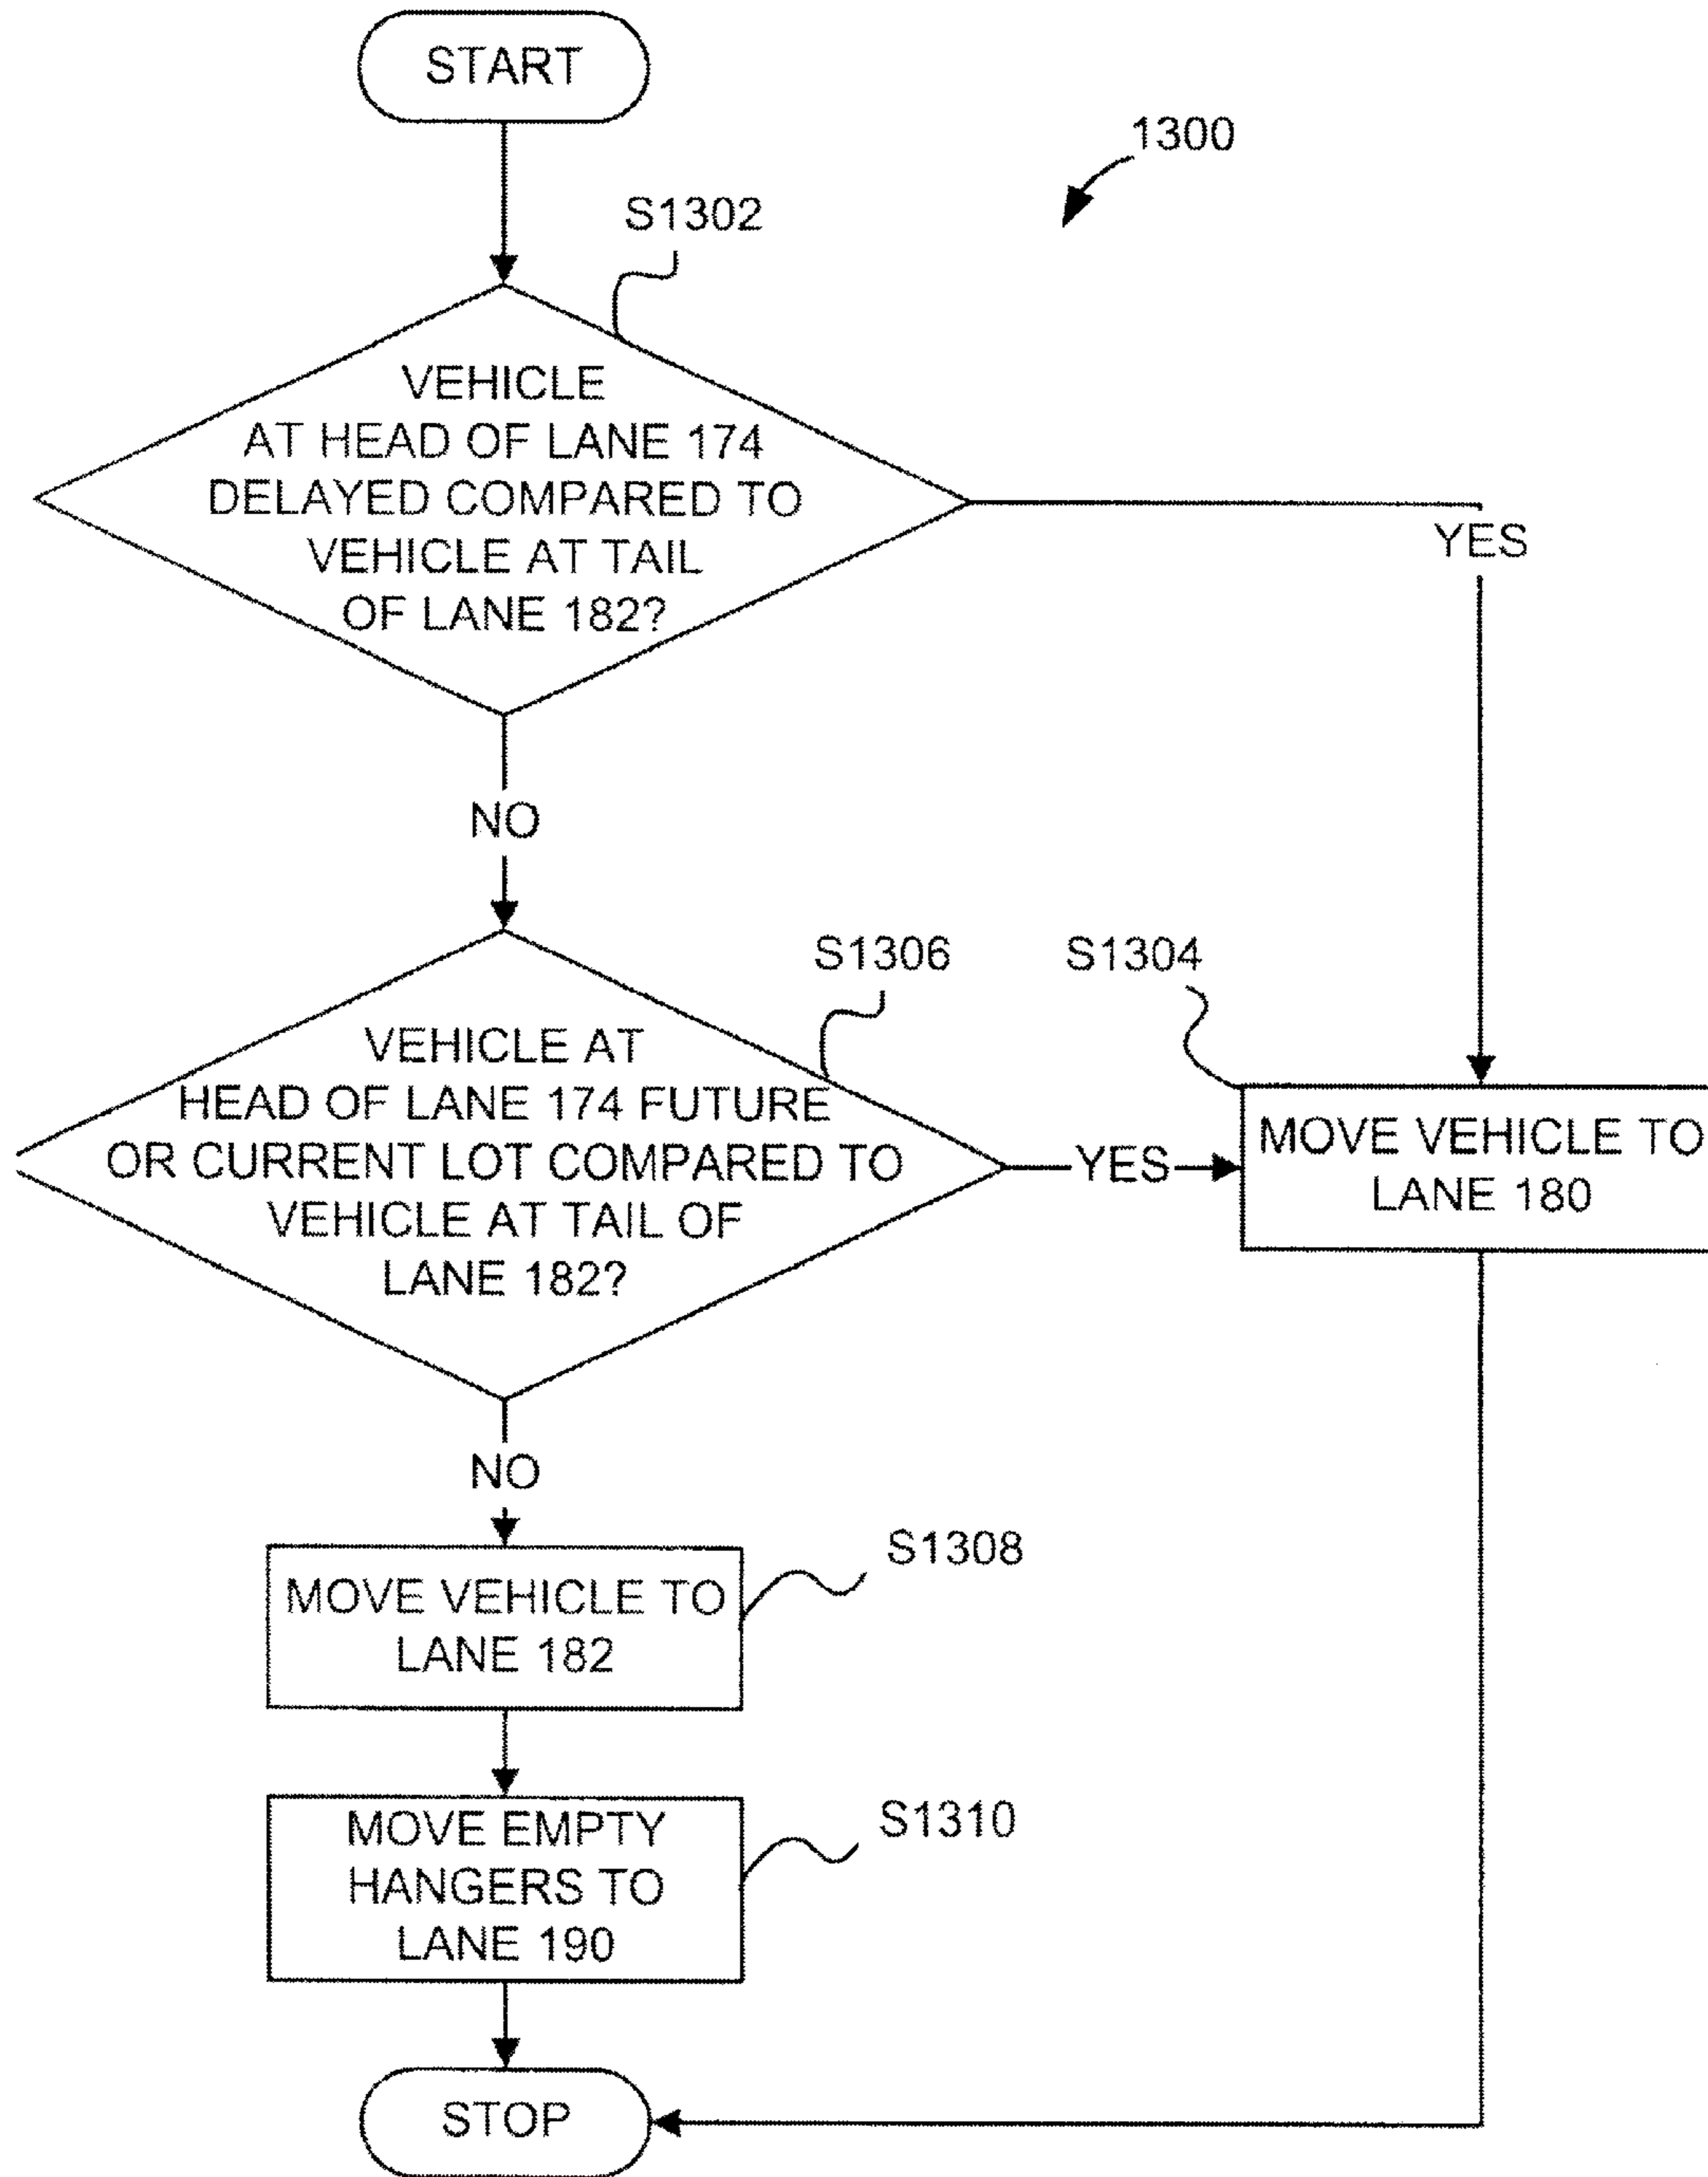 START
1300
S1302
VEHICLE
AT HEAD OF LANE 174
DELAYED COMPARED TO
VEHICLE AT TAIL
OF LANE 182?
YES
NO
S1306
S1304
VEHICLE AT
HEAD OF LANE 174 FUTURE
OR CURRENT LOT COMPARED TO
VEHICLE AT TAIL OF
LANE 182?
YES
MOVE VEHICLE TO
LANE 180
NO
S1308
MOVE VEHICLE TO
LANE 182
S1310
MOVE EMPTY
HANGERS TO
LANE 190
STOP